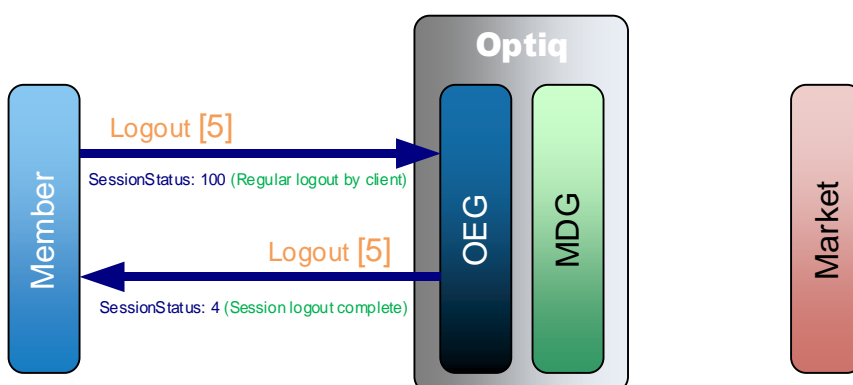 Optiq
Logout [5]
SessionStatus: 100 (Regular logout by client)
Member
OEG
MDG
Market
Logout [5]
SessionStatus: 4 (Session logout complete)